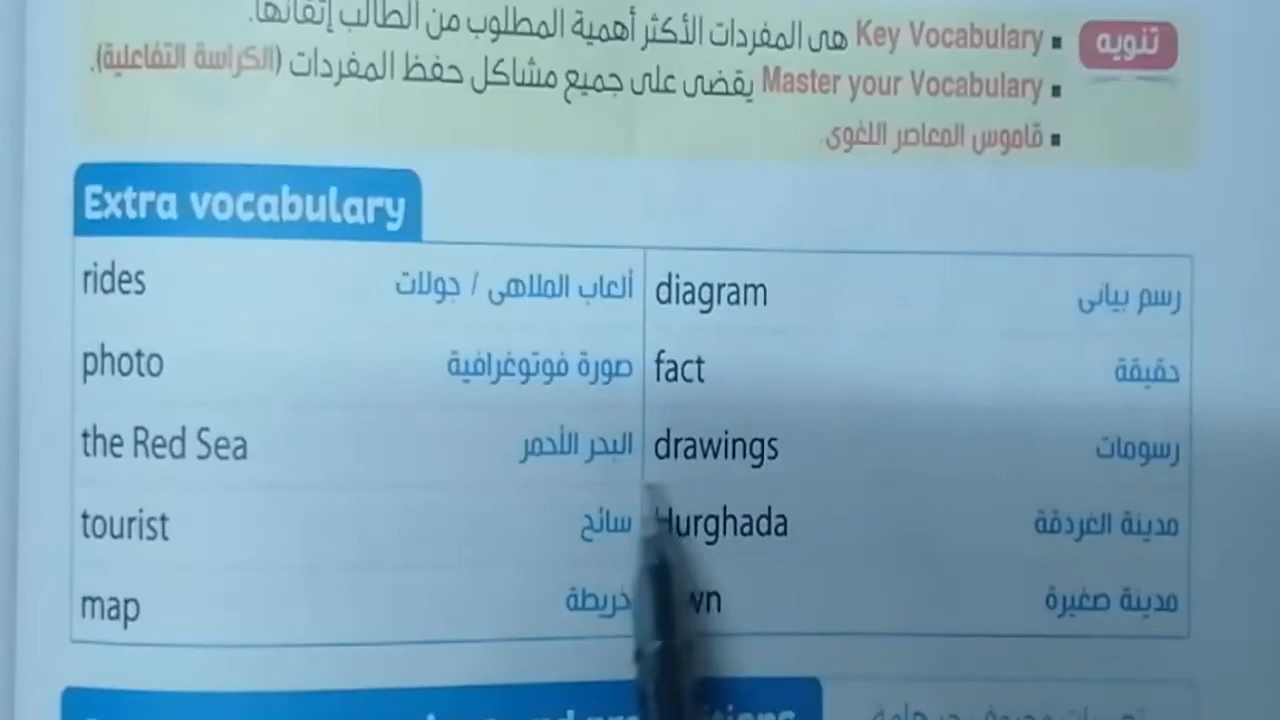 تنويه
▪ Key Vocabulary هى المفردات الأكثر أهمية المطلوب من الطالب إتقانها.
▪ Master your Vocabulary يقضى على جميع مشاكل حفظ المفردات (الكراسة التفاعلية).
▪ قاموس المعاصر اللغوى
Extra vocabulary
rides ألعاب الملاهى / جولات diagram رسم بيانى
photo صورة فوتوغرافية fact حقيقة
the Red Sea البحر الأحمر drawings رسومات
tourist سائح Hurghada مدينة الغردقة
map خريطة مدينة صغيرة